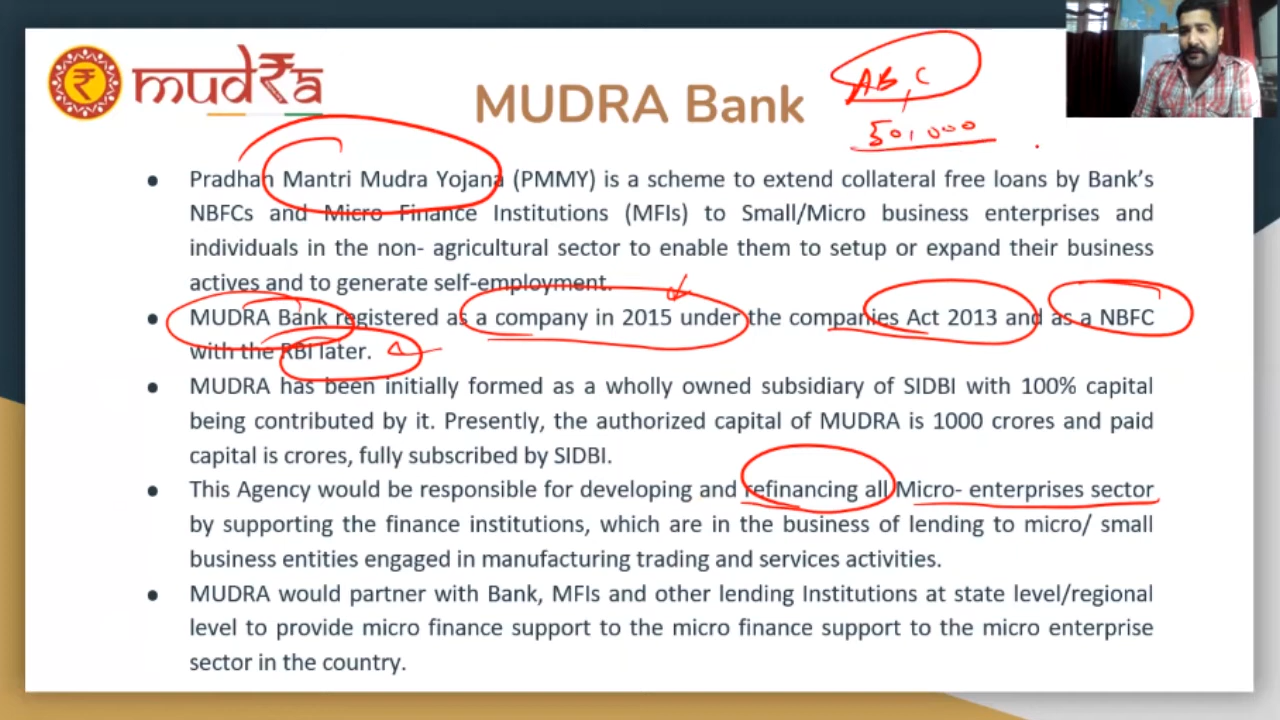 mudRa
MUDRA Bank
A B, C
50,000
● Pradhan Mantri Mudra Yojana (PMMY) is a scheme to extend collateral free loans by Bank's
NBFCs and Micro Finance Institutions (MFIs) to Small/Micro business enterprises and
individuals in the non- agricultural sector to enable them to setup or expand their business
actives and to generate self-employment.
● MUDRA Bank registered as a company in 2015 under the companies Act 2013 and as a NBFC
with the RBI later.
● MUDRA has been initially formed as a wholly owned subsidiary of SIDBI with 100% capital
being contributed by it. Presently, the authorized capital of MUDRA is 1000 crores and paid
capital is crores, fully subscribed by SIDBI.
● This Agency would be responsible for developing and refinancing all Micro- enterprises sector
by supporting the finance institutions, which are in the business of lending to micro/ small
business entities engaged in manufacturing trading and services activities.
● MUDRA would partner with Bank, MFIs and other lending Institutions at state level/regional
level to provide micro finance support to the micro finance support to the micro enterprise
sector in the country.